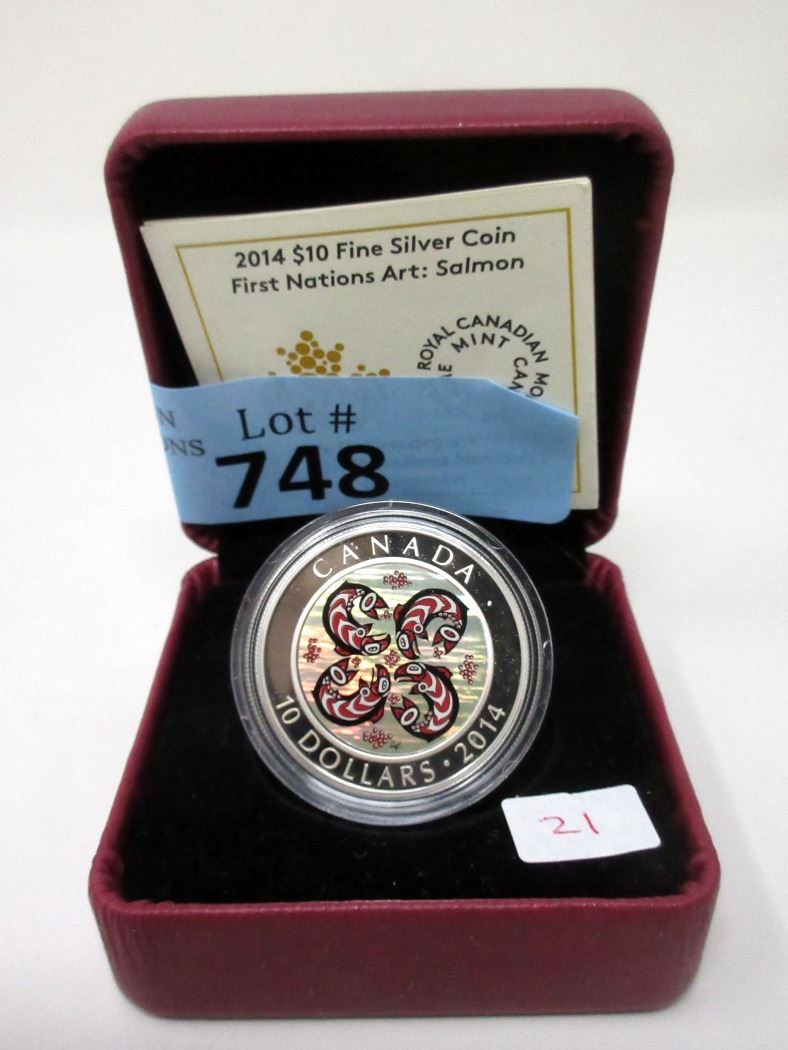 2014 $10 Fine Silver Coin
First Nations Art: Salmon
ROYAL CANADIAN
MINT
Lot #
748
CANADA
10 DOLLARS • 2014
21